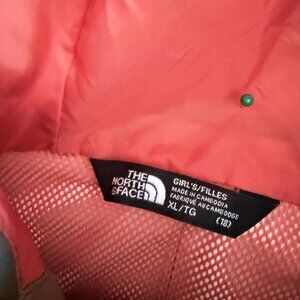 THE
NORTH
FACE
GIRL'S/FILLES
MADE IN CAMBODIA
FABRIQUÉ AU CAMBODGE
XL/TG (18)